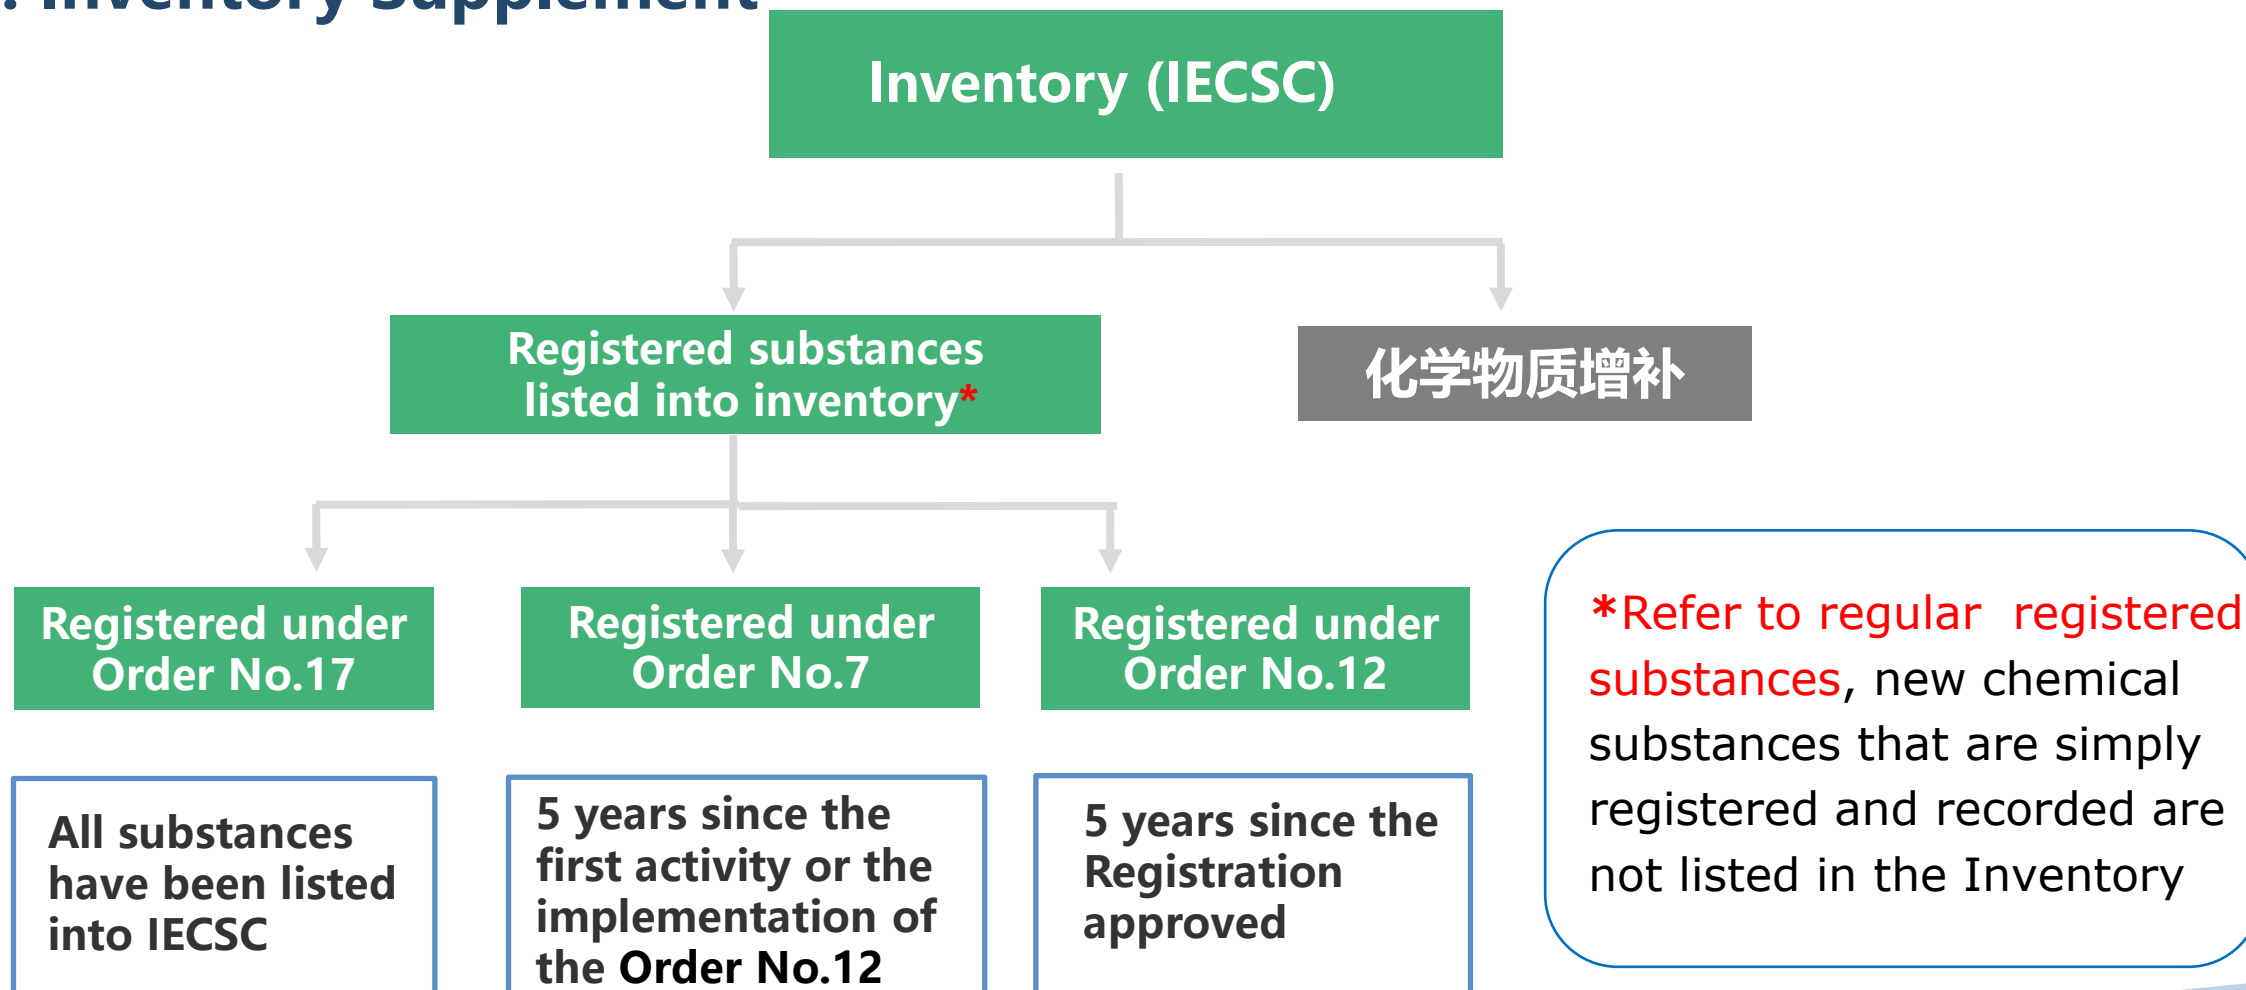 . Inventory Supplement
Inventory (IECSC)
Registered substances
listed into inventory*
化学物质增补
Registered under
Order No.17
Registered under
Order No.7
Registered under
Order No.12
All substances
have been listed
into IECSC
5 years since the
first activity or the
implementation of
the Order No.12
5 years since the
Registration
approved
*Refer to regular  registered
substances, new chemical
substances that are simply
registered and recorded are
not listed in the Inventory